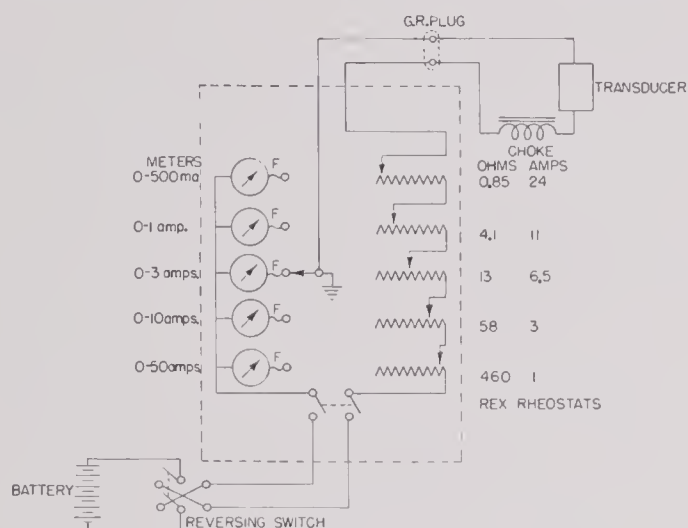 G.R. PLUG
TRANSDUCER
CHOKE
METERS
OHMS AMPS
0-500ma
F
0.85 24
0-1 amp.
F
4.1 11
0-3 amps.
F
13 6.5
0-10amps.
F
58 3
0-50amps.
F
460 1
REX RHEOSTATS
BATTERY
REVERSING SWITCH